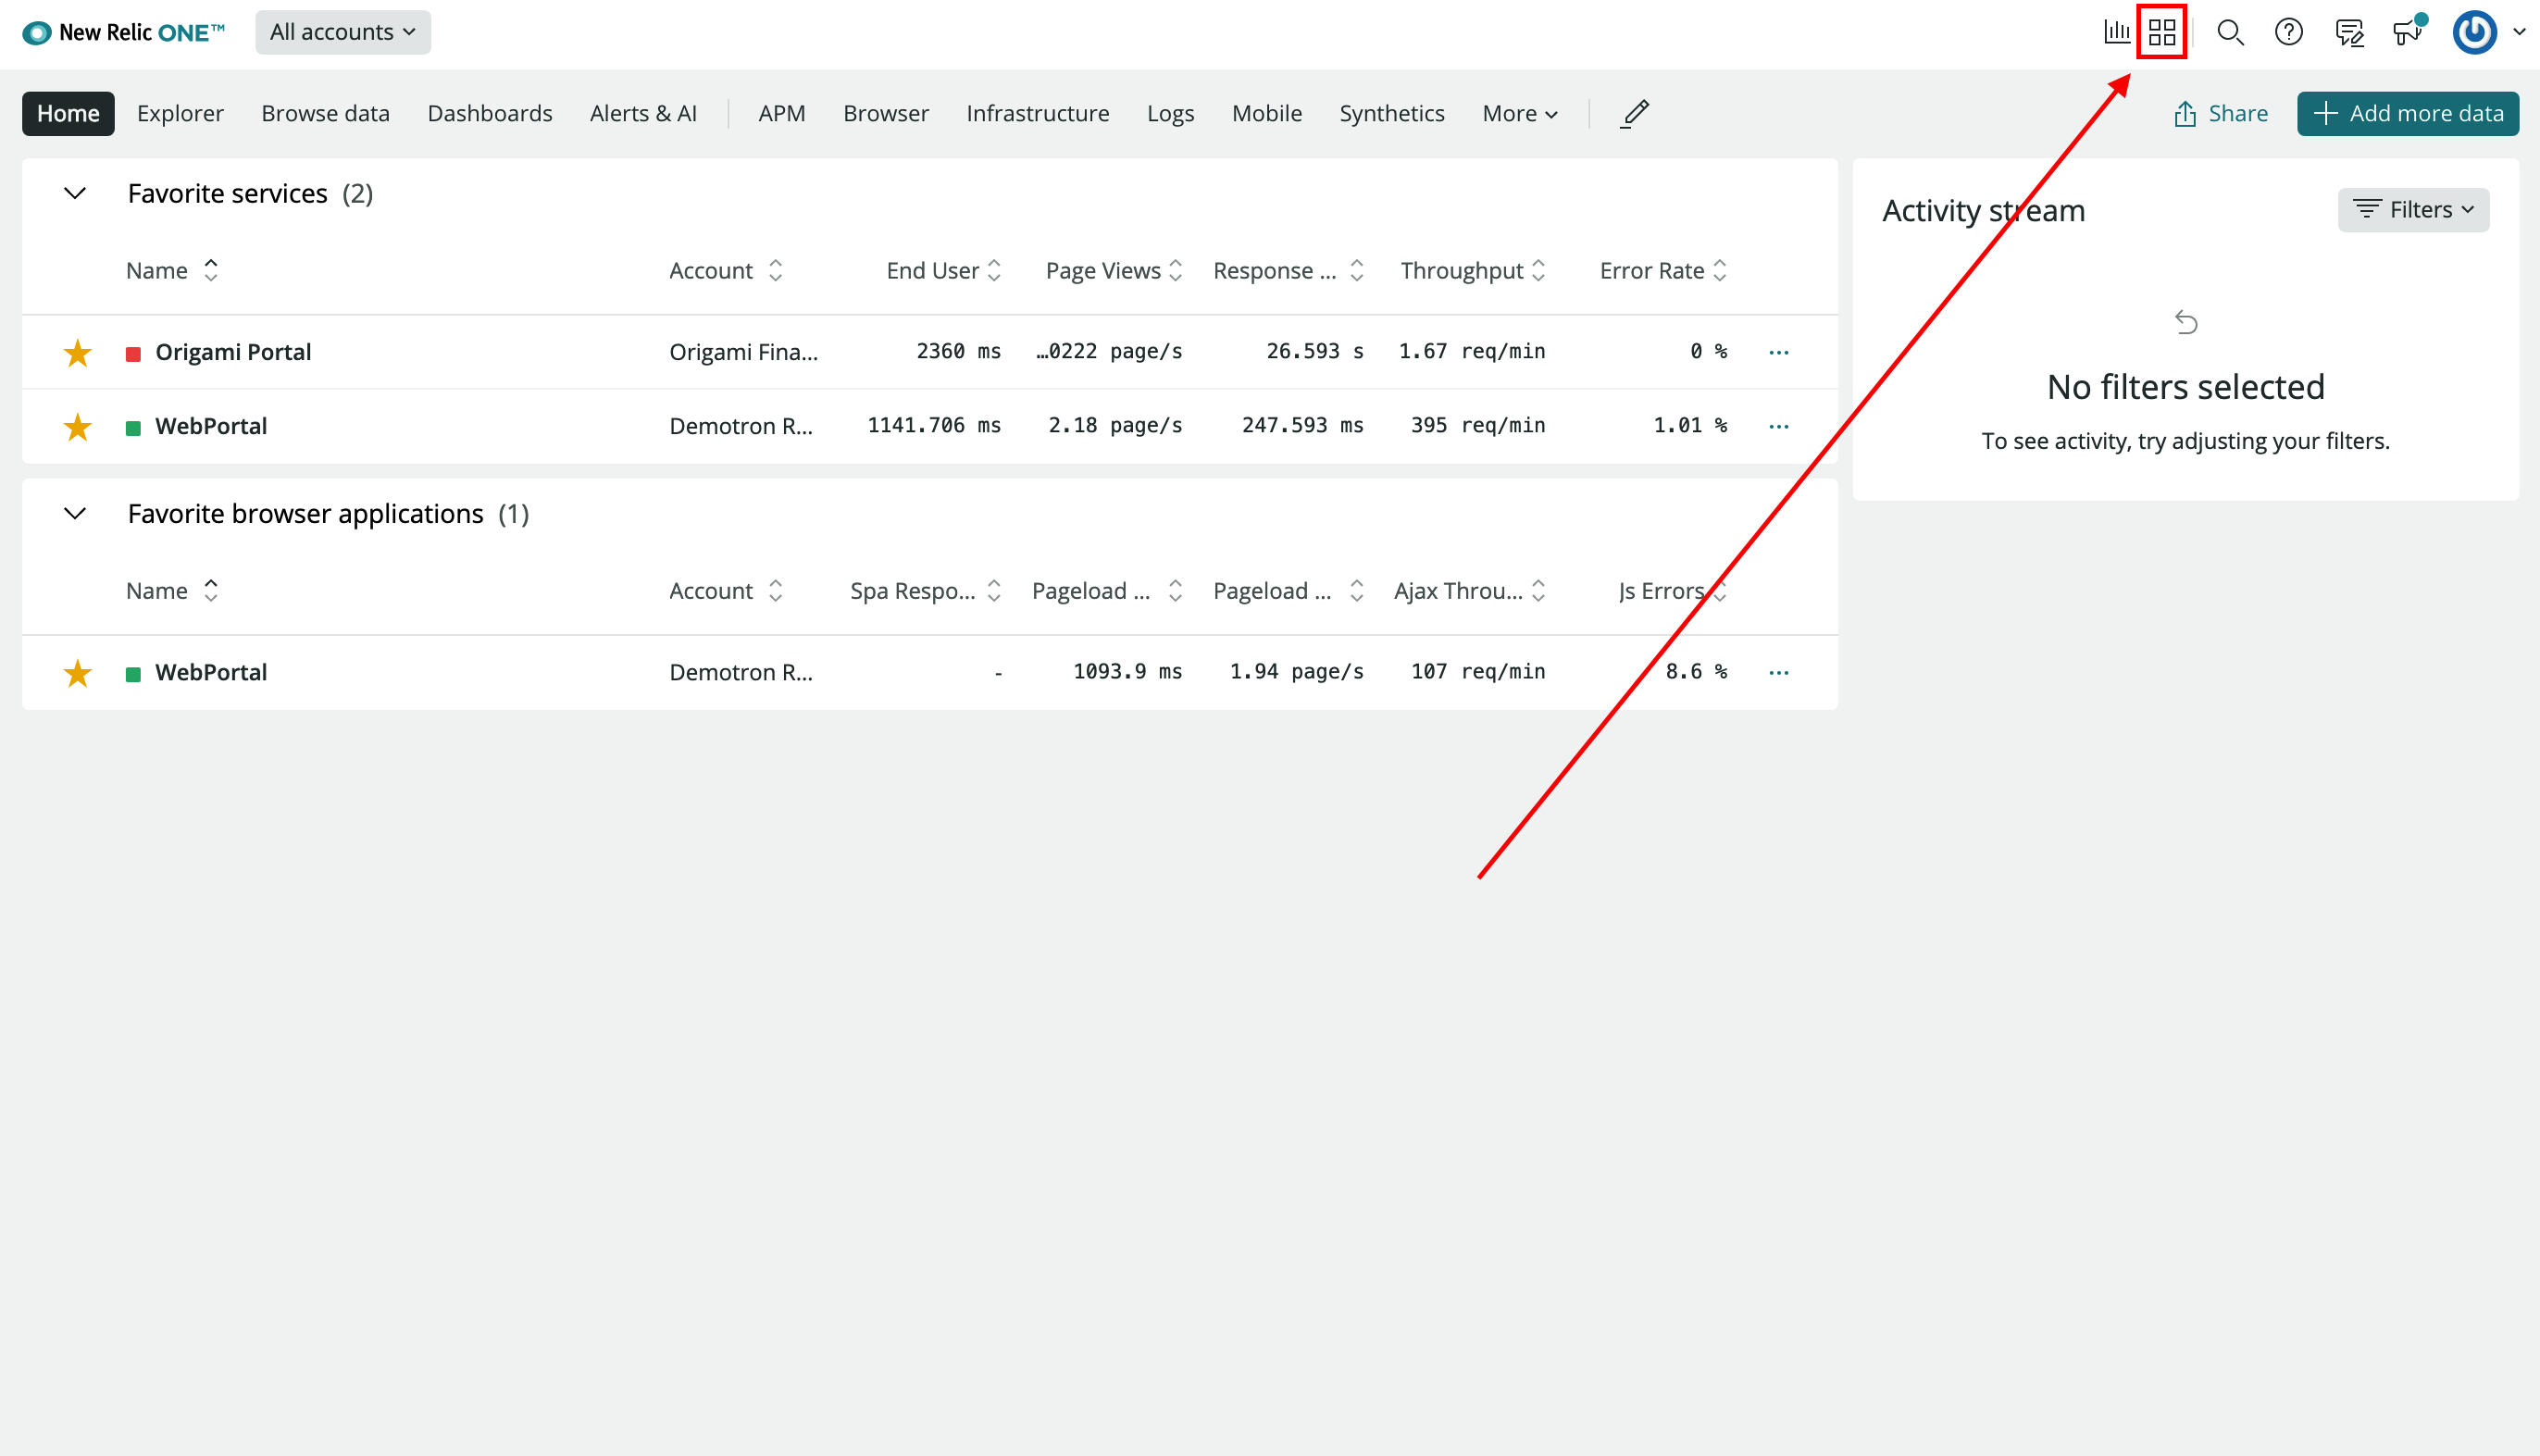 New Relic ONE™ All accounts
Home Explorer Browse data Dashboards Alerts & AI APM Browser Infrastructure Logs Mobile Synthetics More Share Add more data
Favorite services (2)
Name Account End User Page Views Response ... Throughput Error Rate
Origami Portal Origami Fina... 2360 ms …0222 page/s 26.593 s 1.67 req/min 0 % ...
WebPortal Demotron R... 1141.706 ms 2.18 page/s 247.593 ms 395 req/min 1.01 % ...
Favorite browser applications (1)
Name Account Spa Respo... Pageload ... Pageload ... Ajax Throu... Js Errors
WebPortal Demotron R... - 1093.9 ms 1.94 page/s 107 req/min 8.6 % ...
Activity stream Filters
No filters selected
To see activity, try adjusting your filters.